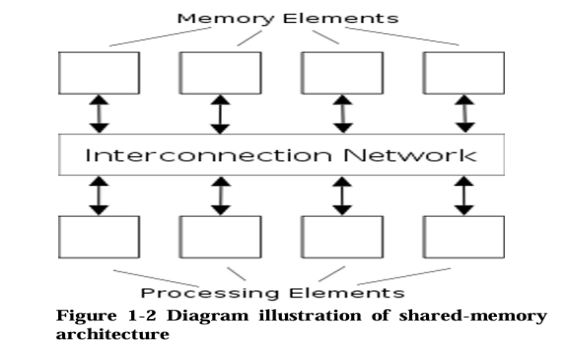 Memory Elements
Interconnection Network
Processing Elements
Figure 1-2 Diagram illustration of shared-memory
architecture